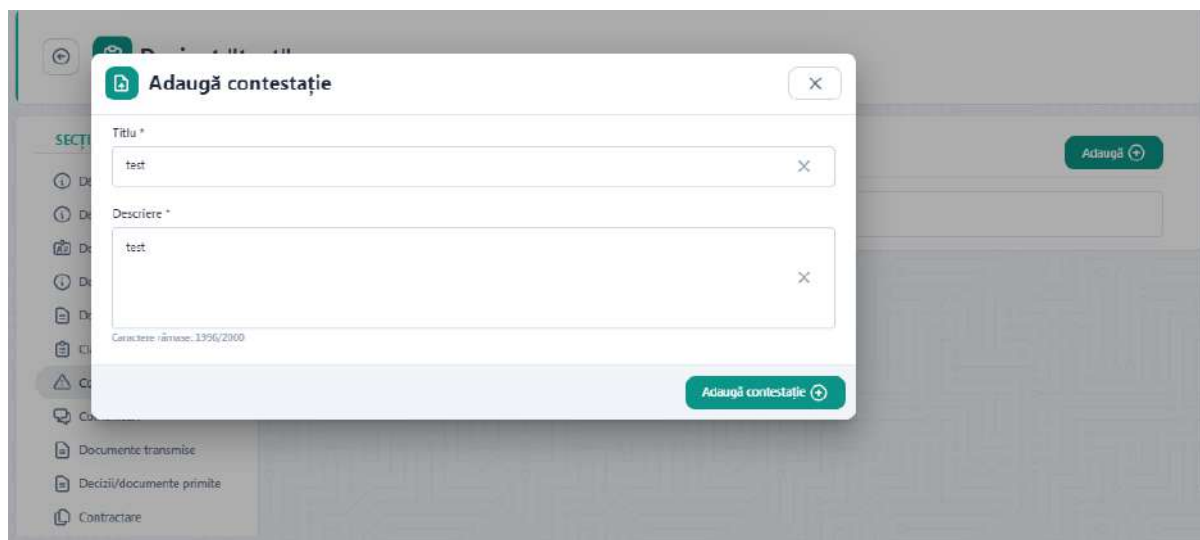 Adaugă contestație
Titlu *
test
Descriere *
test
Caractere rămase: 1996/2000
Adaugă contestație
SECȚI
Documente transmise
Decizii/documente primite
Contractare
Adaugă